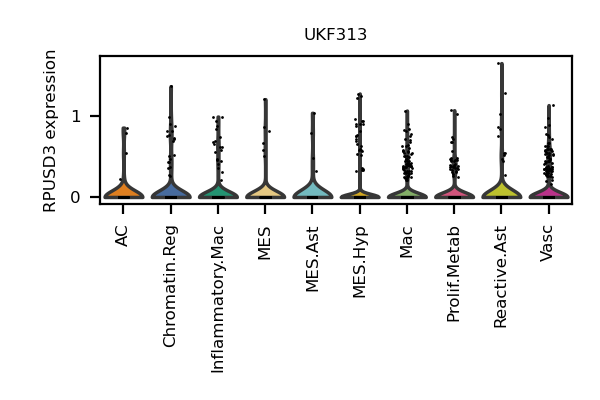 UKF313
RPUSD3 expression
1
0
AC
Chromatin.Reg
Inflammatory.Mac
MES
MES.Ast
MES.Hyp
Mac
Prolif.Metab
Reactive.Ast
Vasc